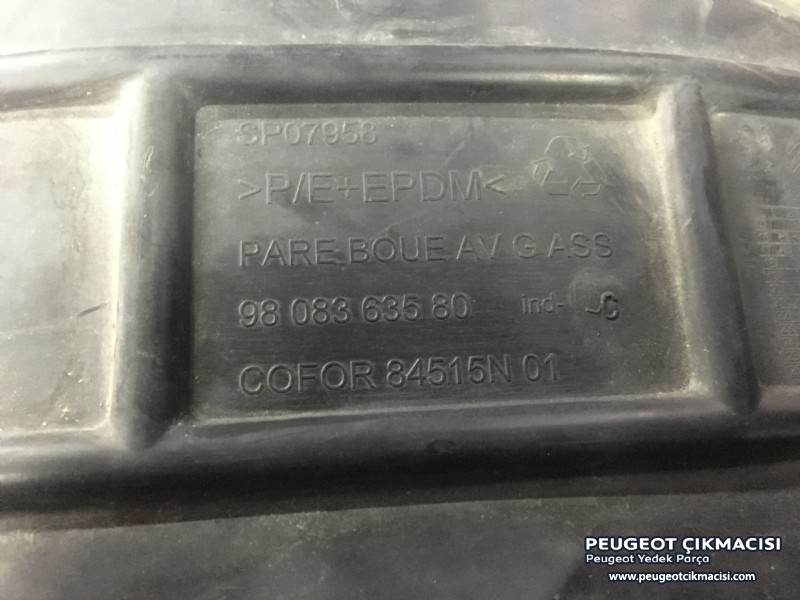 SP07958
>P/E+EPDM<
PARE BOUE AV G ASS
98 083 635 80 ind- C
COFOR 84515N 01
PEUGEOT ÇIKMACISI
Peugeot Yedek Parça
www.peugeotcikmacisi.com